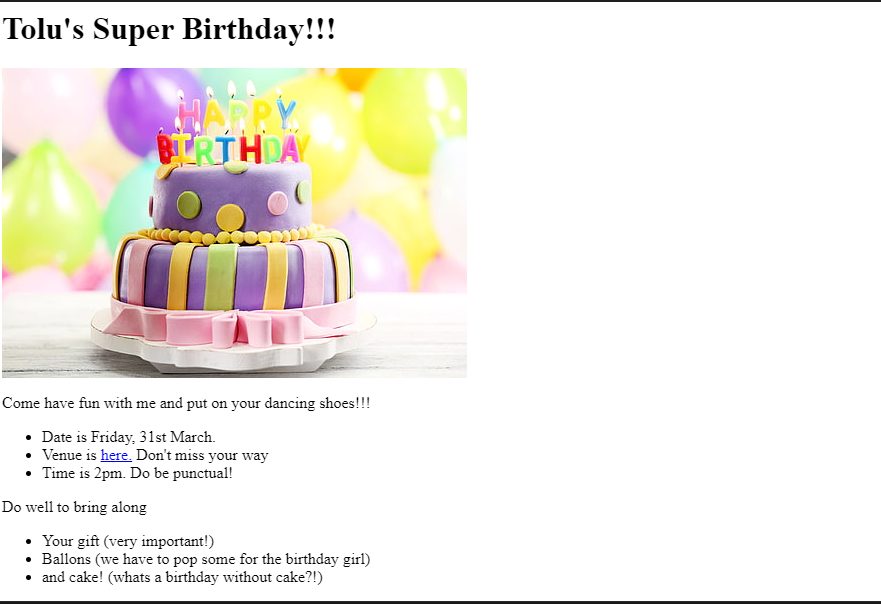 Tolu's Super Birthday!!!
HAPPY
BIRTHDAY
Come have fun with me and put on your dancing shoes!!!
Date is Friday, 31st March.
Venue is here. Don't miss your way
Time is 2pm. Do be punctual!
Do well to bring along
Your gift (very important!)
Ballons (we have to pop some for the birthday girl)
and cake! (whats a birthday without cake?!)